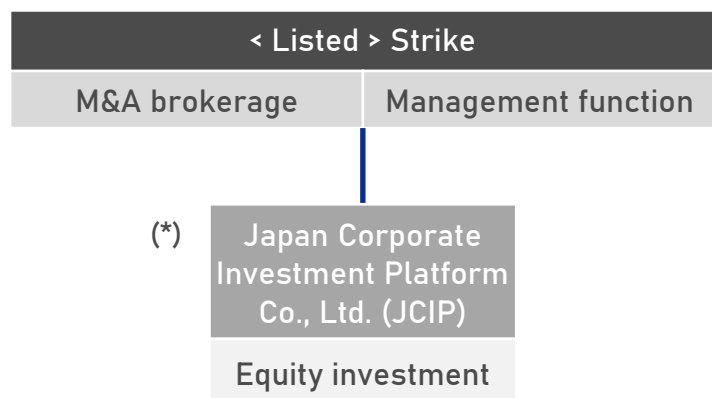 < Listed > Strike
M&A brokerage
Management function
(*)
Japan Corporate
Investment Platform
Co., Ltd. (JCIP)
Equity investment